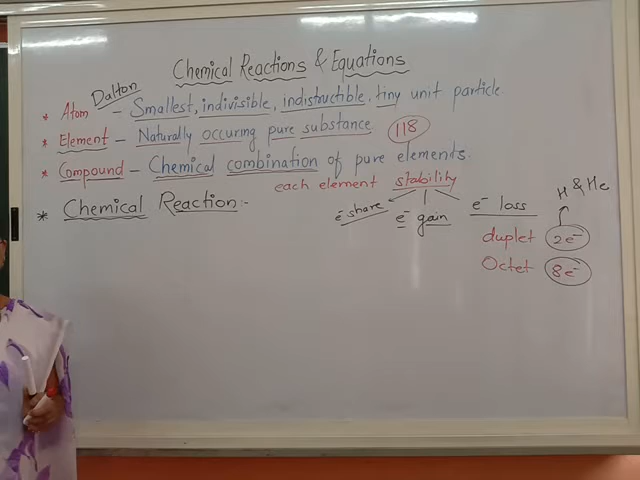 Chemical Reactions & Equations
Dalton
* Atom - Smallest, indivisible, indistructible, tiny unit particle
* Element - Naturally occuring pure substance 118
* Compound - Chemical combination of pure elements.
each element stability
H & He
* Chemical Reaction:-
e⁻ share e⁻ gain e⁻ loss
duplet 2e⁻
Octet 8e⁻